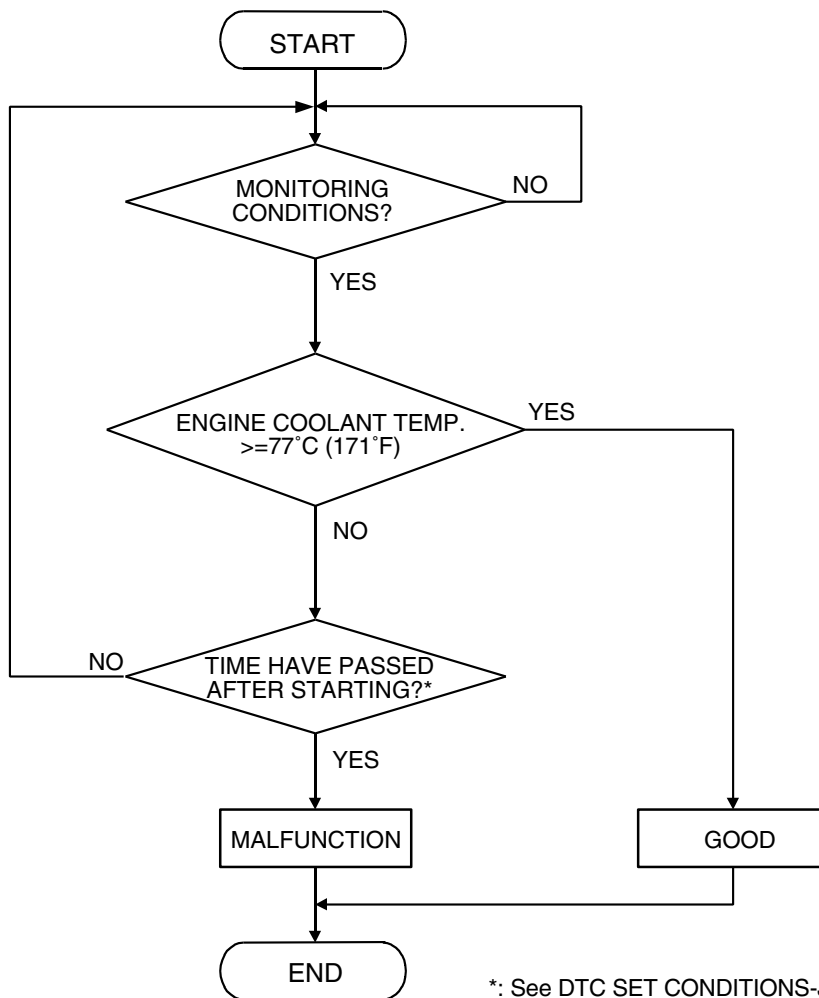 START
MONITORING
CONDITIONS?
NO
YES
ENGINE COOLANT TEMP.
>=77˚C (171˚F)
YES
NO
TIME HAVE PASSED
AFTER STARTING?*
NO
YES
MALFUNCTION
GOOD
END
*: See DTC SET CONDITIONS-